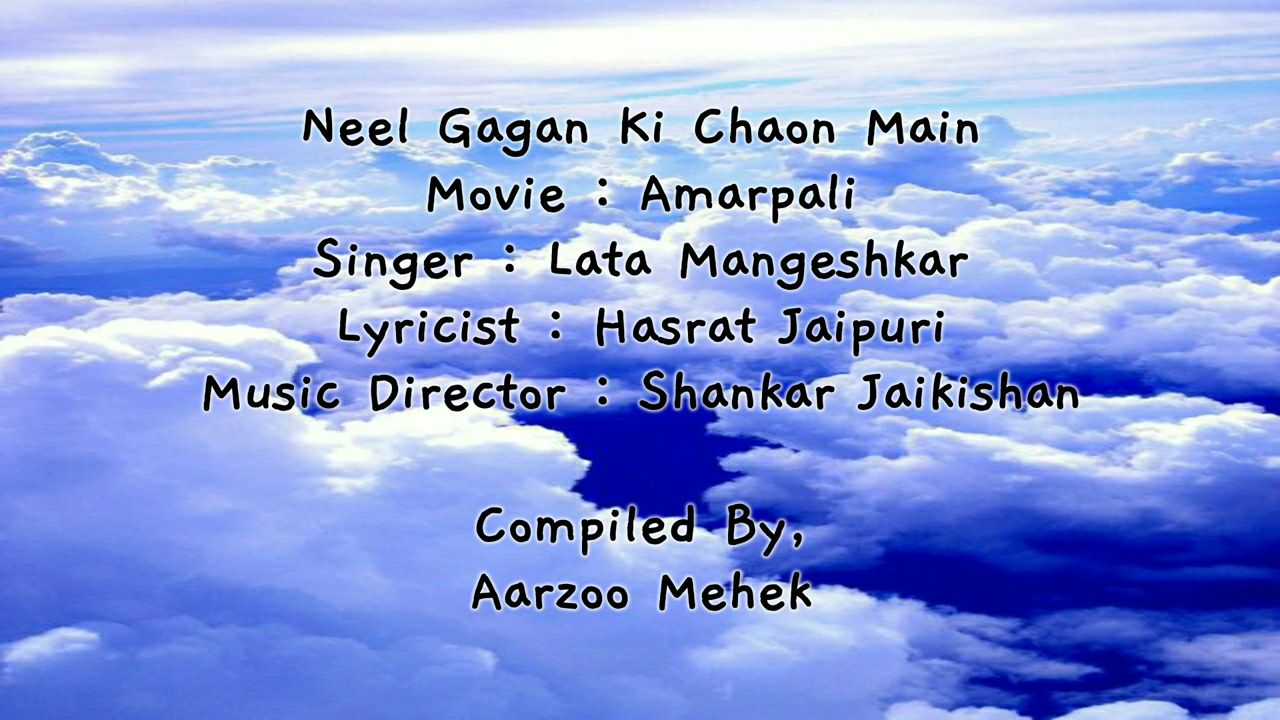 Neel Gagan Ki Chaon Main
Movie : Amarpali
Singer : Lata Mangeshkar
Lyricist : Hasrat Jaipuri
Music Director : Shankar Jaikishan
Compiled By,
Aarzoo Mehek